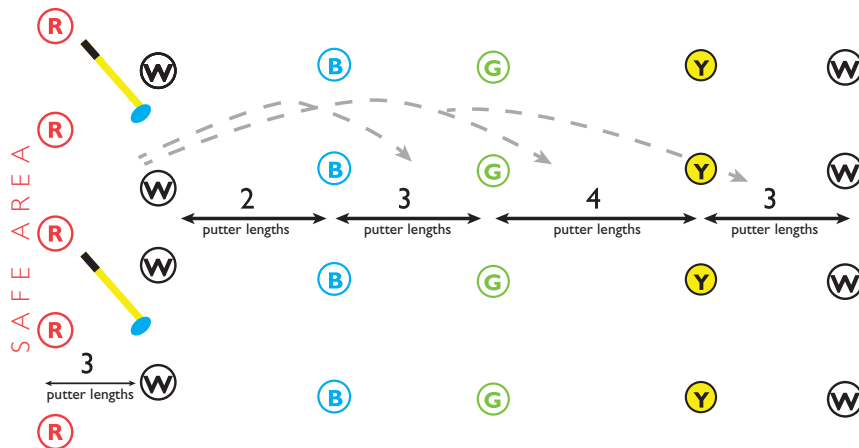 R
W B G Y W
R
B G Y W
W
SAFE AREA
2 3 4 3
putter lengths putter lengths putter lengths putter lengths
R
W B G Y W
R
3
putter lengths
W B G Y W
R